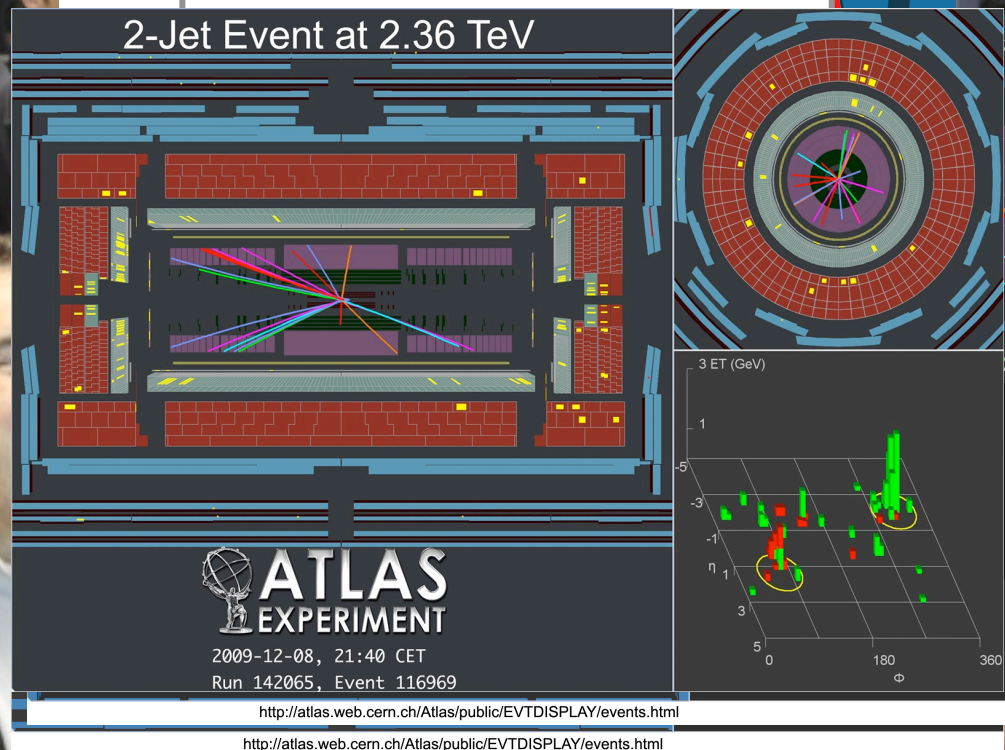 2-Jet Event at 2.36 TeV
ATLAS
EXPERIMENT
2009-12-08, 21:40 CET
Run 142065, Event 116969
3 ET (GeV)
1
-5
-3
-1
η
1
3
5
0
180
360
Φ
http://atlas.web.cern.ch/Atlas/public/EVTDISPLAY/events.html
http://atlas.web.cern.ch/Atlas/public/EVTDISPLAY/events.html